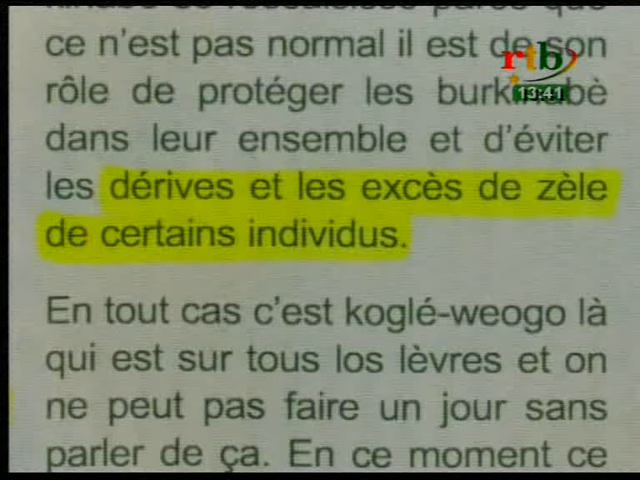 ce n'est pas normal il est de son
rôle de protéger les burkinabè
dans leur ensemble et d'éviter
les dérives et les excès de zèle
de certains individus.
En tout cas c'est koglé-weogo là
qui est sur tous los lèvres et on
ne peut pas faire un jour sans
parler de ça. En ce moment ce
rtb
13:41